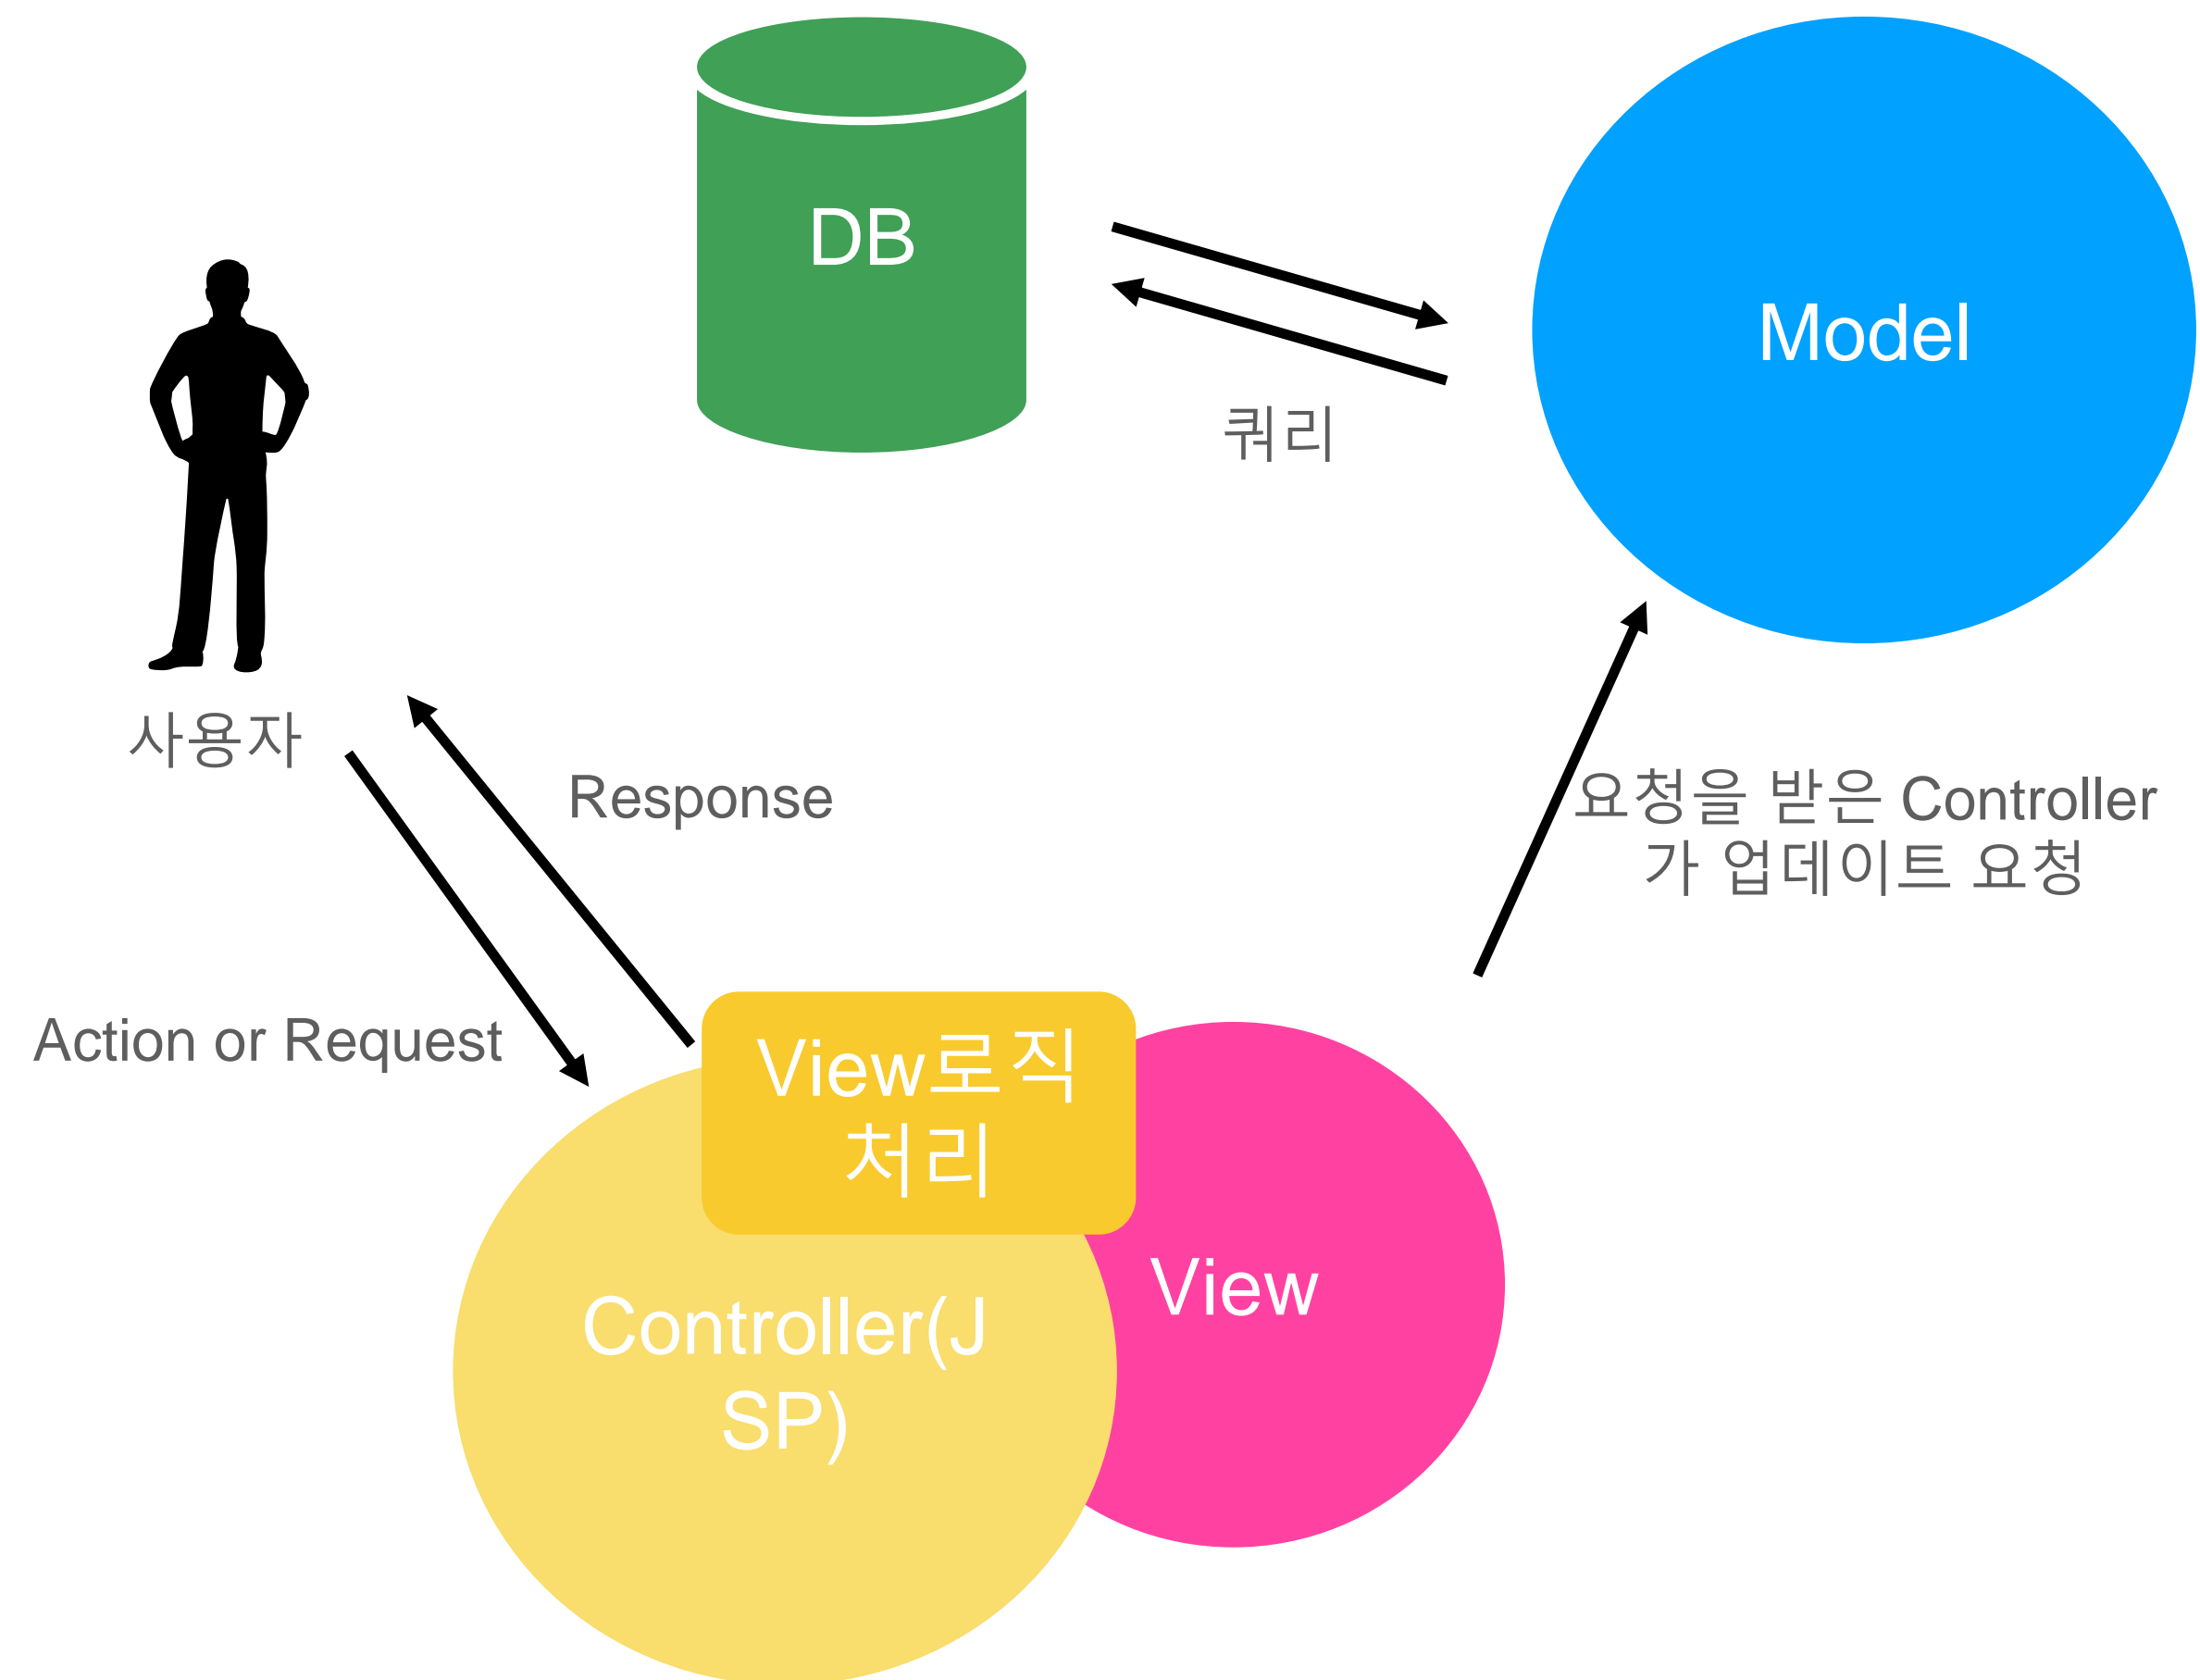 DB
Model
쿼리
사용자
Response
요청을 받은 Controller
가 업데이트 요청
Action or Request
View로직
처리
View
Controller(J
SP)